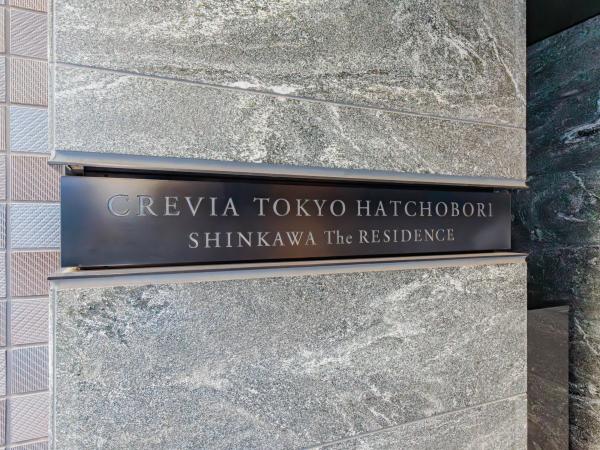 CREVIA TOKYO HATCHOBORI
SHINKAWA The RESIDENCE